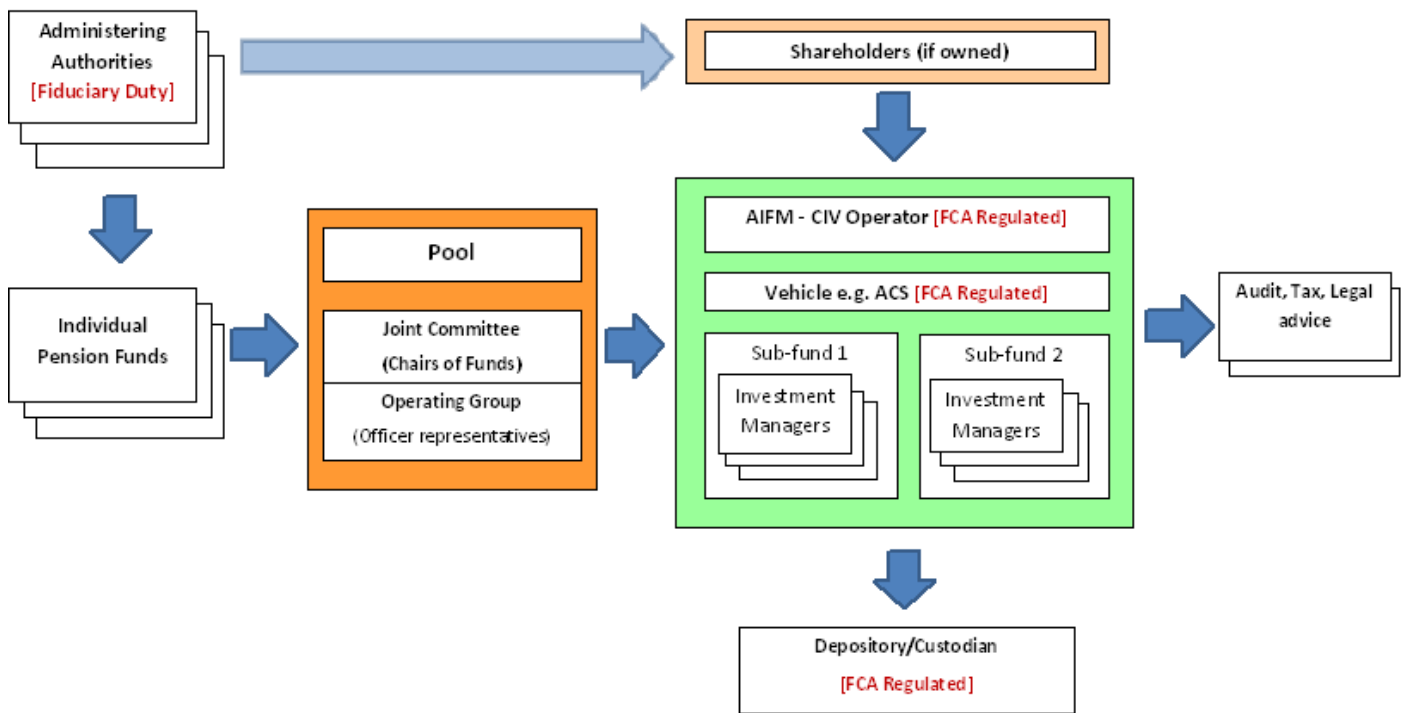 Administering
Authorities
[Fiduciary Duty]
Shareholders (if owned)
Individual
Pension Funds
Pool
Joint Committee
(Chairs of Funds)
Operating Group
(Officer representatives)
AIFM - CIV Operator [FCA Regulated]
Vehicle e.g. ACS [FCA Regulated]
Sub-fund 1
Investment
Managers
Sub-fund 2
Investment
Managers
Audit, Tax, Legal
advice
Depository/Custodian
[FCA Regulated]